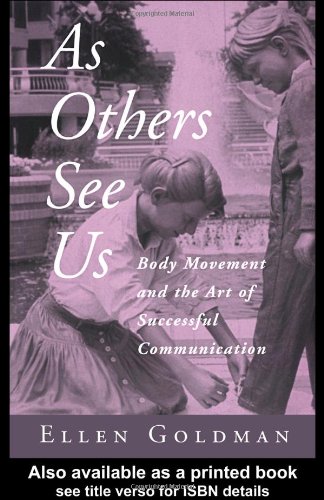 As
Others
See
Us
Body Movement
and the Art of
Successful
Communication
ELLEN GOLDMAN
Also available as a printed book
see title verso for ISBN details